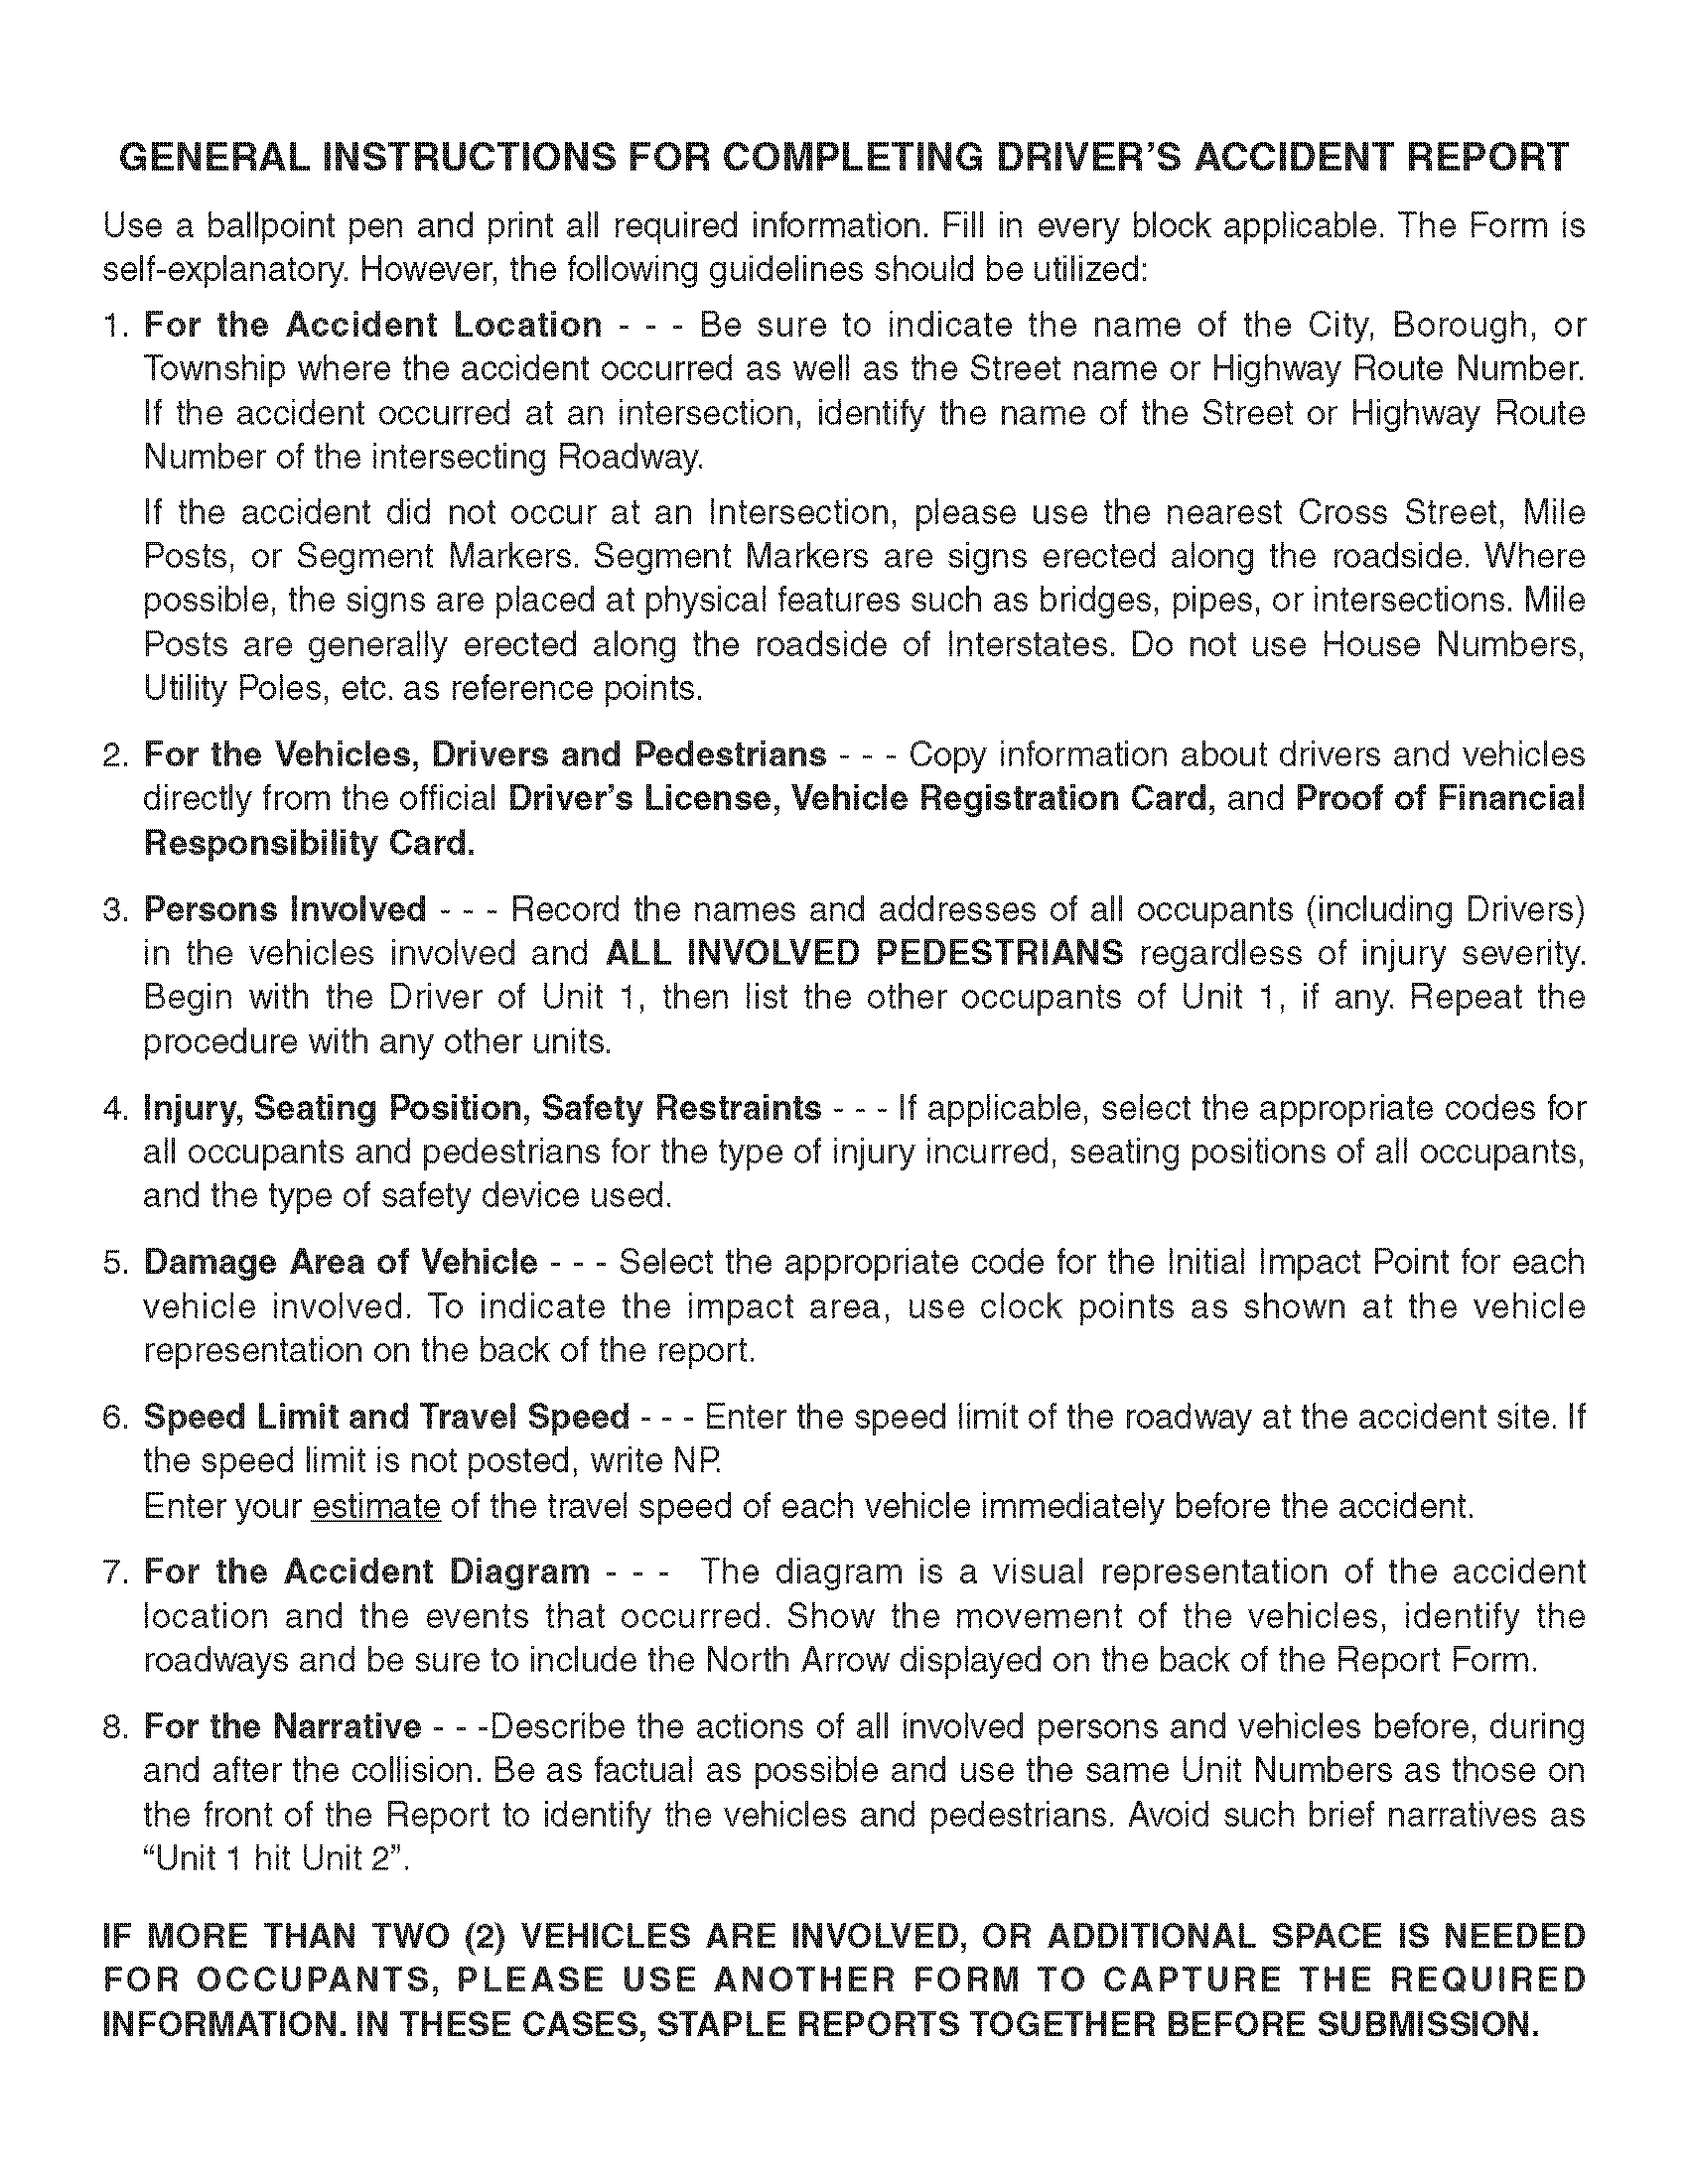 GENERAL INSTRUCTIONS FOR COMPLETING DRIVER'S ACCIDENT REPORT
Use a ballpoint pen and print all required information. Fill in every block applicable. The Form is
self-explanatory. However, the following guidelines should be utilized:
1. For the Accident Location - - - Be sure to indicate the name of the City, Borough, or
Township where the accident occurred as well as the Street name or Highway Route Number.
If the accident occurred at an intersection, identify the name of the Street or Highway Route
Number of the intersecting Roadway.
If the accident did not occur at an Intersection, please use the nearest Cross Street, Mile
Posts, or Segment Markers. Segment Markers are signs erected along the roadside. Where
possible, the signs are placed at physical features such as bridges, pipes, or intersections. Mile
Posts are generally erected along the roadside of Interstates. Do not use House Numbers,
Utility Poles, etc. as reference points.
2. For the Vehicles, Drivers and Pedestrians - - - Copy information about drivers and vehicles
directly from the official Driver's License, Vehicle Registration Card, and Proof of Financial
Responsibility Card.
3. Persons Involved - - - Record the names and addresses of all occupants (including Drivers)
in the vehicles involved and ALL INVOLVED PEDESTRIANS regardless of injury severity.
Begin with the Driver of Unit 1, then list the other occupants of Unit 1, if any. Repeat the
procedure with any other units.
4. Injury, Seating Position, Safety Restraints - - - If applicable, select the appropriate codes for
all occupants and pedestrians for the type of injury incurred, seating positions of all occupants,
and the type of safety device used.
5. Damage Area of Vehicle - - - Select the appropriate code for the Initial Impact Point for each
vehicle involved. To indicate the impact area, use clock points as shown at the vehicle
representation on the back of the report.
6. Speed Limit and Travel Speed - - - Enter the speed limit of the roadway at the accident site. If
the speed limit is not posted, write NP.
Enter your estimate of the travel speed of each vehicle immediately before the accident.
7. For the Accident Diagram - - - The diagram is a visual representation of the accident
location and the events that occurred. Show the movement of the vehicles, identify the
roadways and be sure to include the North Arrow displayed on the back of the Report Form.
8. For the Narrative - - -Describe the actions of all involved persons and vehicles before, during
and after the collision. Be as factual as possible and use the same Unit Numbers as those on
the front of the Report to identify the vehicles and pedestrians. Avoid such brief narratives as
“Unit 1 hit Unit 2”.
IF MORE THAN TWO (2) VEHICLES ARE INVOLVED, OR ADDITIONAL SPACE IS NEEDED
FOR OCCUPANTS, PLEASE USE ANOTHER FORM TO CAPTURE THE REQUIRED
INFORMATION. IN THESE CASES, STAPLE REPORTS TOGETHER BEFORE SUBMISSION.